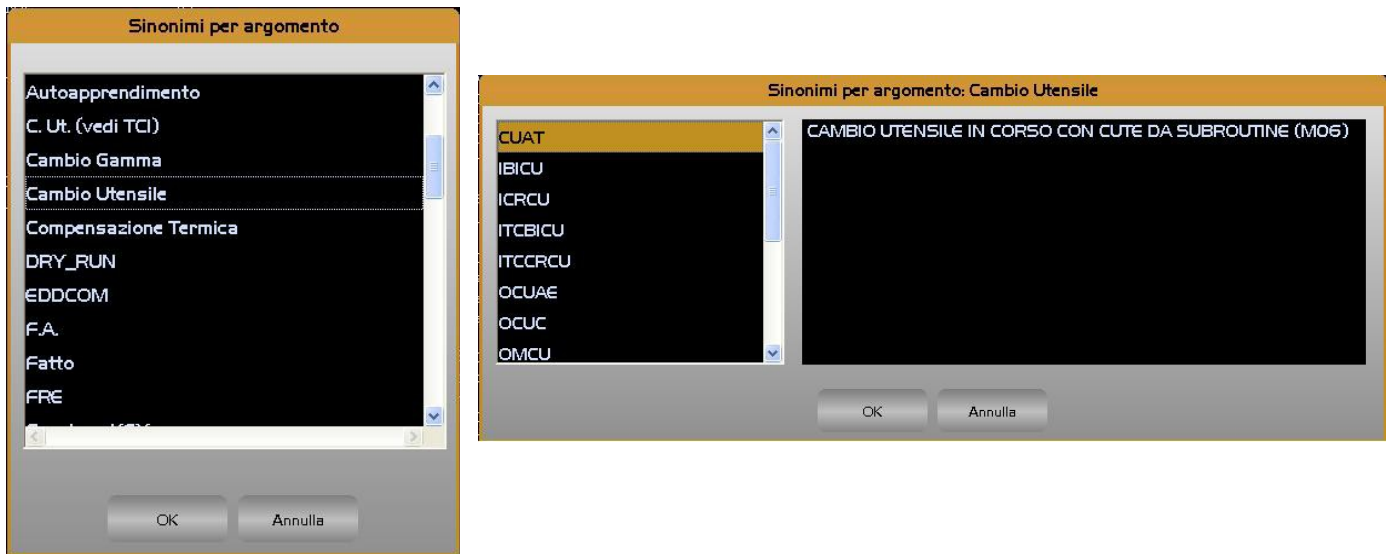 Sinonimi per argomento
Autoapprendimento
C. Ut. (vedi TCI)
Cambio Gamma
Cambio Utensile
Compensazione Termica
DRY_RUN
EDDCOM
F.A.
Fatto
FRE
OK
Annulla
Sinonimi per argomento: Cambio Utensile
CUAT
IBICU
ICRCU
ITCBICU
ITCCRCU
OCUAE
OCUC
OMCU
CAMBIO UTENSILE IN CORSO CON CUTE DA SUBROUTINE (M06)
OK
Annulla